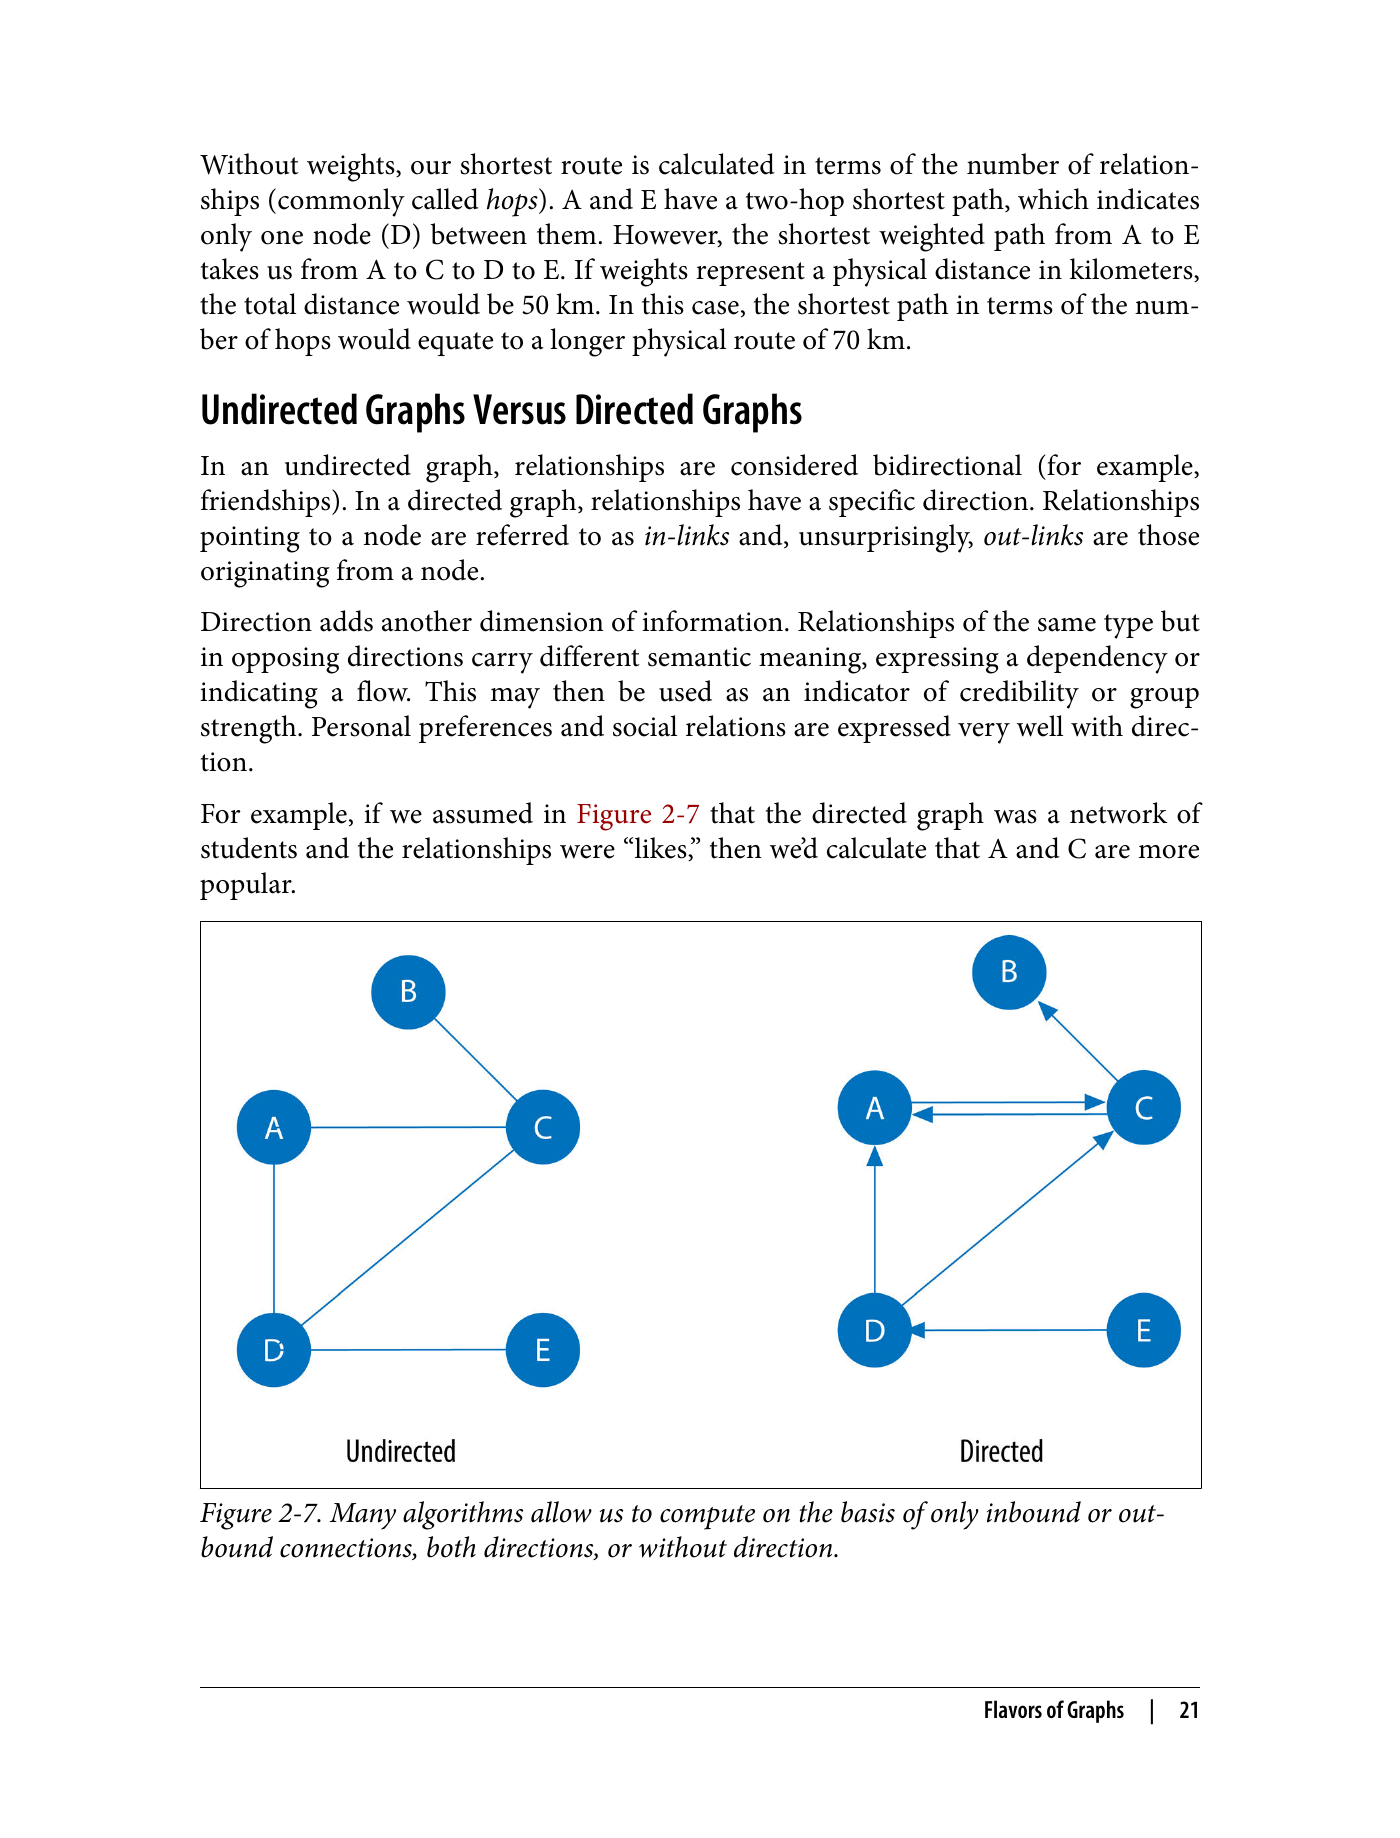 Without weights, our shortest route is calculated in terms of the number of relation-
ships (commonly called hops). A and E have a two-hop shortest path, which indicates
only one node (D) between them. However, the shortest weighted path from A to E
takes us from A to C to D to E. If weights represent a physical distance in kilometers,
the total distance would be 50 km. In this case, the shortest path in terms of the num-
ber of hops would equate to a longer physical route of 70 km.
Undirected Graphs Versus Directed Graphs
In an undirected graph, relationships are considered bidirectional (for example,
friendships). In a directed graph, relationships have a specific direction. Relationships
pointing to a node are referred to as in-links and, unsurprisingly, out-links are those
originating from a node.
Direction adds another dimension of information. Relationships of the same type but
in opposing directions carry different semantic meaning, expressing a dependency or
indicating a flow. This may then be used as an indicator of credibility or group
strength. Personal preferences and social relations are expressed very well with direc-
tion.
For example, if we assumed in Figure 2-7 that the directed graph was a network of
students and the relationships were “likes,” then we’d calculate that A and C are more
popular.
B
A
C
D
E
Undirected
B
A
C
D
E
Directed
Figure 2-7. Many algorithms allow us to compute on the basis of only inbound or out-
bound connections, both directions, or without direction.
Flavors of Graphs | 21